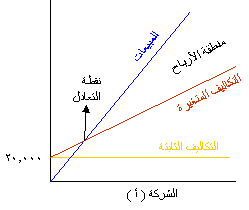 المبيعات
منطقة الأرباح
نقطة
التعادل
التكاليف المتغيرة
التكاليف الثابتة
٢٠,٠٠٠
الشركة ( أ )